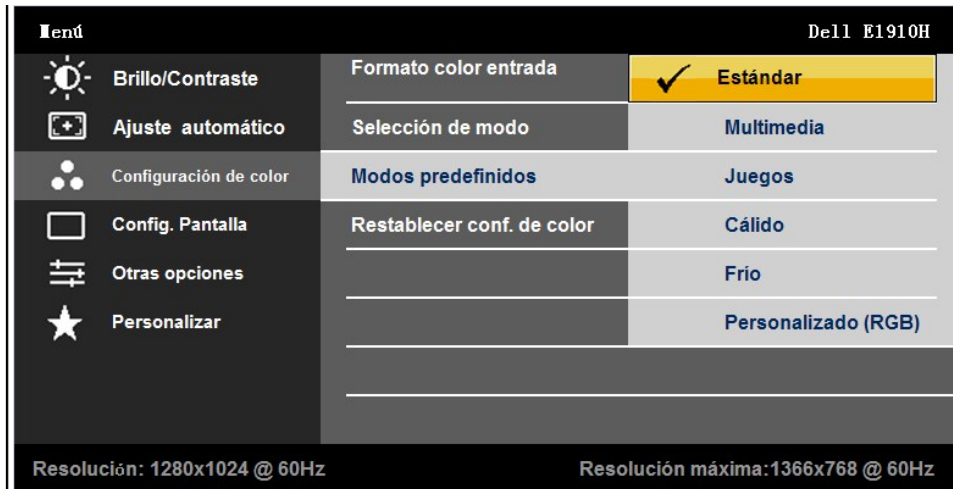 Menú
Dell E1910H
Brillo/Contraste
Ajuste automático
Configuración de color
Config. Pantalla
Otras opciones
Personalizar
Formato color entrada
Selección de modo
Modos predefinidos
Restablecer conf. de color
Estándar
Multimedia
Juegos
Cálido
Frío
Personalizado (RGB)
Resolución: 1280x1024 @ 60Hz
Resolución máxima:1366x768 @ 60Hz